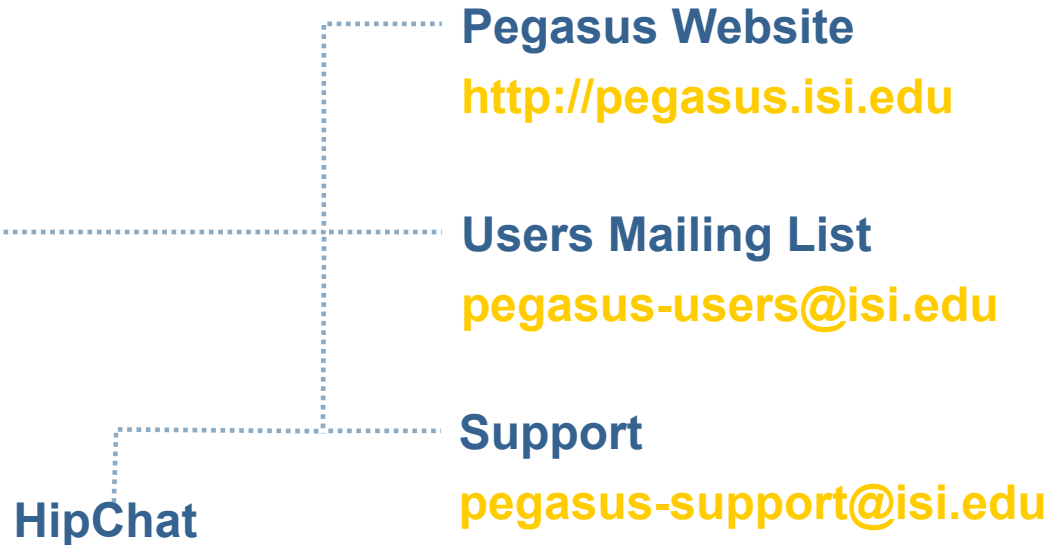 Pegasus Website
http://pegasus.isi.edu
Users Mailing List
pegasus-users@isi.edu
Support
pegasus-support@isi.edu
HipChat